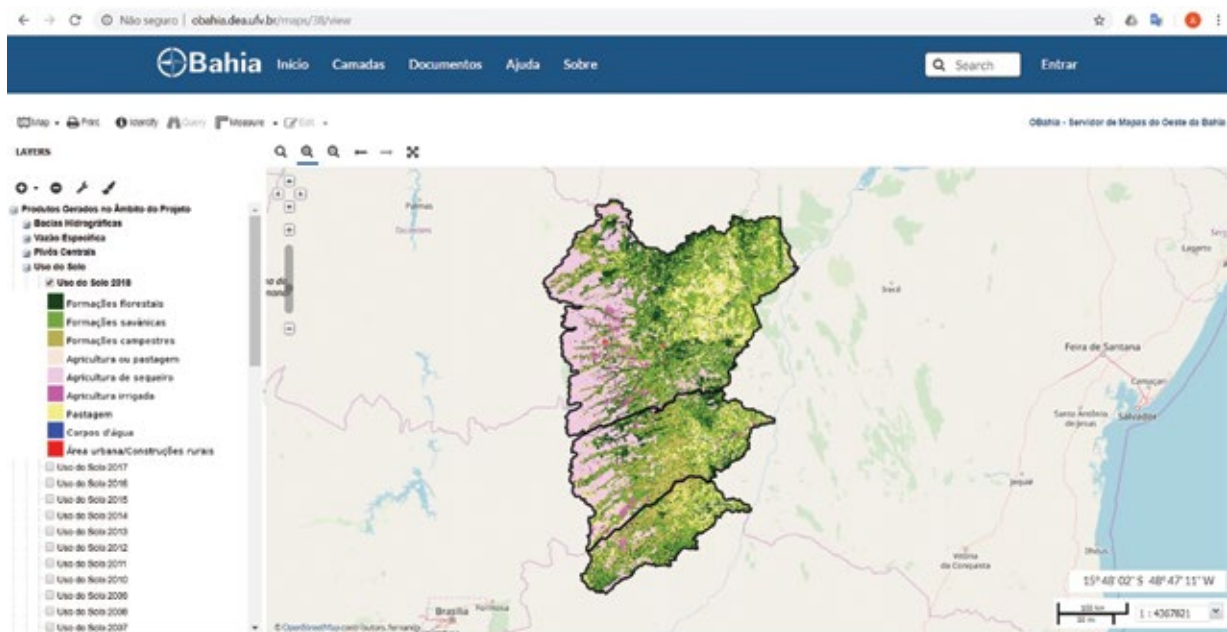 Não seguro | obahia.dea.ufv.br/maps/38/view
OBahia Início Camadas Documentos Ajuda Sobre Search Entrar
Map Print Identify Query Measure Edit
OBahia - Servidor de Mapas do Oeste da Bahia
LAYERS
Produtos Gerados no Âmbito do Projeto
Bacias Hidrográficas
Vazão Específica
Pivôs Centrais
Uso do Solo
Uso do Solo 2018
Formações florestais
Formações savânicas
Formações campestres
Agricultura ou pastagem
Agricultura de sequeiro
Agricultura irrigada
Pastagem
Corpos d'água
Área urbana/Construções rurais
Uso do Solo 2017
Uso do Solo 2016
Uso do Solo 2015
Uso do Solo 2014
Uso do Solo 2013
Uso do Solo 2012
Uso do Solo 2011
Uso do Solo 2010
Uso do Solo 2008
Uso do Solo 2007
Palmas
Tocantins
Irecê
Lagarto
Feira de Santana
Camaçari
Santo Antônio de Jesus
Salvador
Jequié
Vitória da Conquista
Ilhéus
Brasília
Formosa
15° 48' 02" S 48° 47' 11" W
100 km
1 : 4367821
© OpenStreetMap contributors,